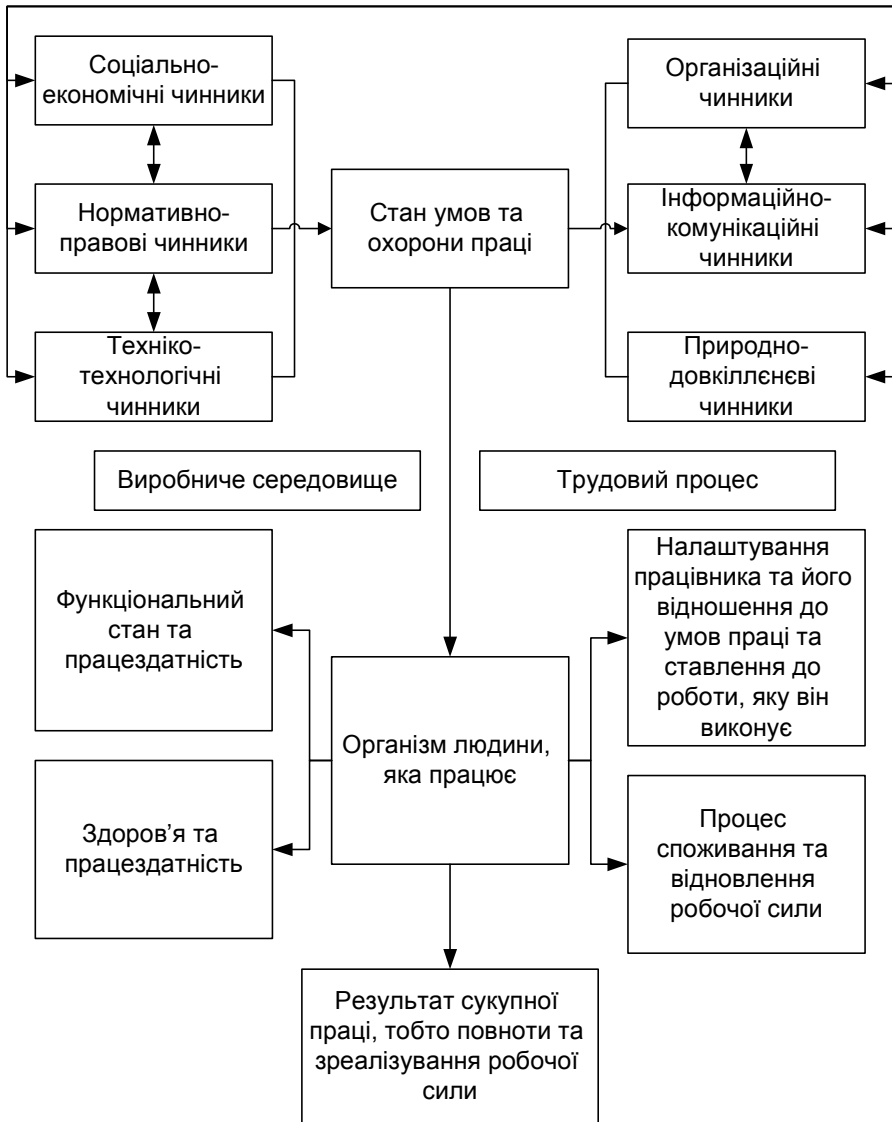 Соціально-
економічні чинники
Організаційні
чинники
Нормативно-
правові чинники
Стан умов та
охорони праці
Інформаційно-
комунікаційні
чинники
Техніко-
технологічні
чинники
Природно-
довкіллєнєві
чинники
Виробниче середовище
Трудовий процес
Функціональний
стан та
працездатність
Налаштування
працівника та його
відношення до
умов праці та
ставлення до
роботи, яку він
виконує
Організм людини,
яка працює
Здоров’я та
працездатність
Процес
споживання та
відновлення
робочої сили
Результат сукупної
праці, тобто повноти та
зреалізування робочої
сили